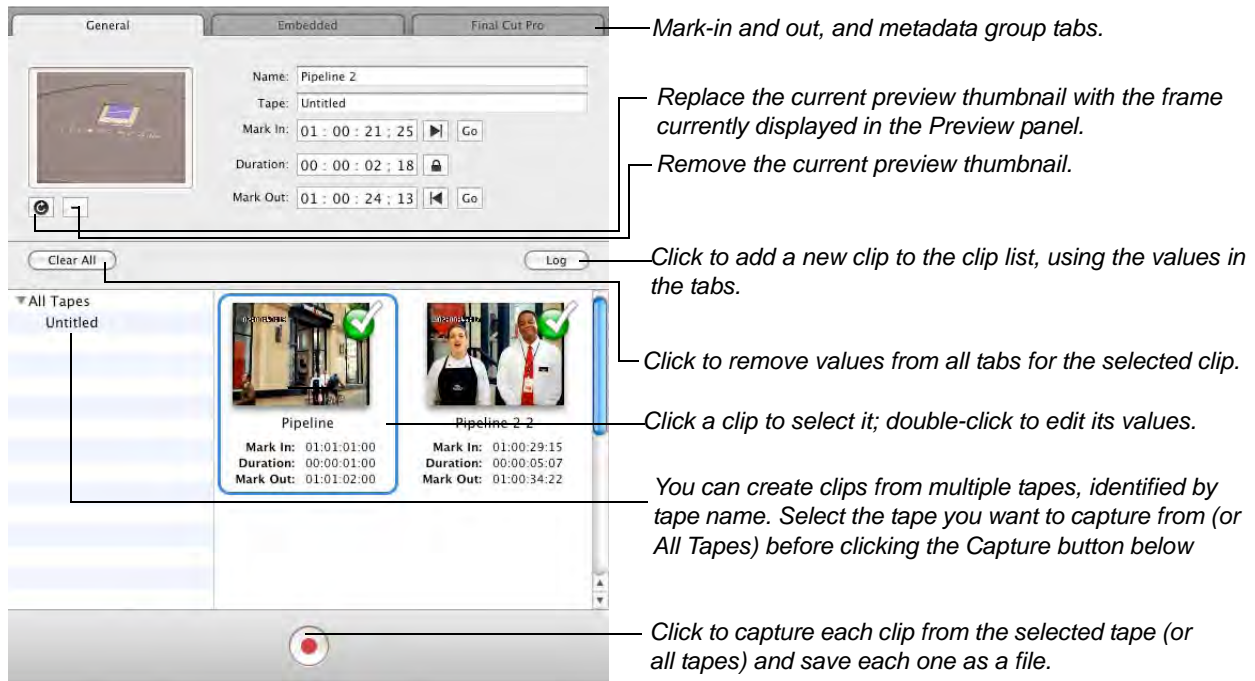 General
Embedded
Final Cut Pro
Mark-in and out, and metadata group tabs.
Name: Pipeline 2
Tape: Untitled
Mark In: 01 : 00 : 21 ; 25 Go
Duration: 00 : 00 : 02 ; 18
Mark Out: 01 : 00 : 24 ; 13 Go
Replace the current preview thumbnail with the frame
currently displayed in the Preview panel.
Remove the current preview thumbnail.
Clear All
Log
Click to add a new clip to the clip list, using the values in
the tabs.
All Tapes
Untitled
Click to remove values from all tabs for the selected clip.
Pipeline
Mark In: 01:01:01:00
Duration: 00:00:01:00
Mark Out: 01:01:02:00
Pipeline 2 2
Mark In: 01:00:29:15
Duration: 00:00:05:07
Mark Out: 01:00:34:22
Click a clip to select it; double-click to edit its values.
You can create clips from multiple tapes, identified by
tape name. Select the tape you want to capture from (or
All Tapes) before clicking the Capture button below
Click to capture each clip from the selected tape (or
all tapes) and save each one as a file.